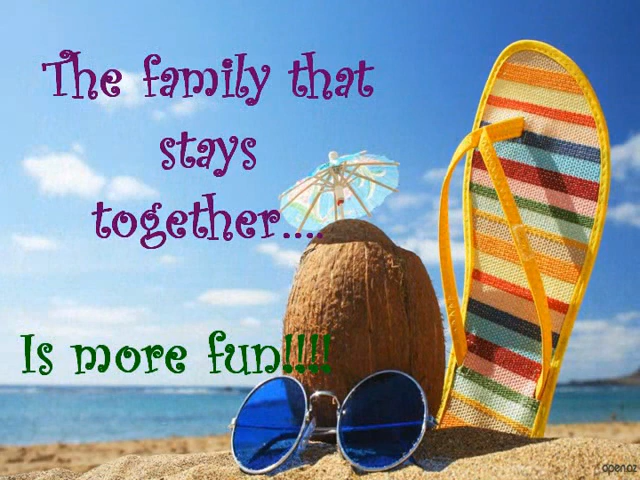 The family that
stays
together....
Is more fun!!!!
openoz